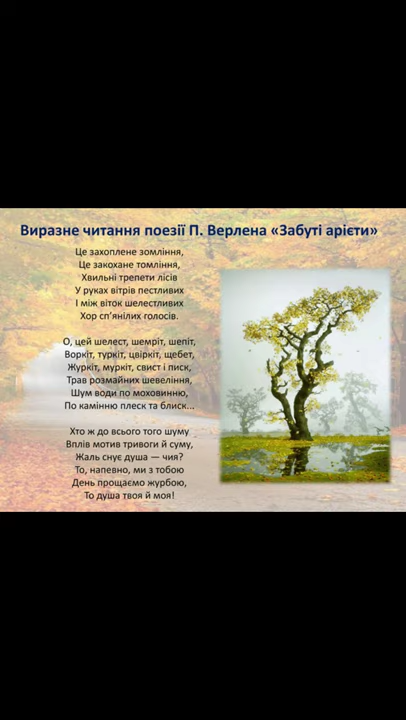 Виразне читання поезії П. Верлена «Забуті арієти»
Це захоплене зомління,
Це закохане томління,
Хвильні трепети лісів
У руках вітрів пестливих
І між віток шелестливих
Хор сп’янілих голосів.
О, цей шелест, шемріт, шепіт,
Воркіт, туркіт, цвіркіт, щебет,
Журкіт, муркіт, свист і писк,
Трав розмайних шевеління,
Шум води по моховинню,
По камінню плеск та блиск...
Хто ж до всього того шуму
Вплів мотив тривоги й суму,
Жаль снує душа — чия?
То, напевно, ми з тобою
День прощаємо журбою,
То душа твоя й моя!